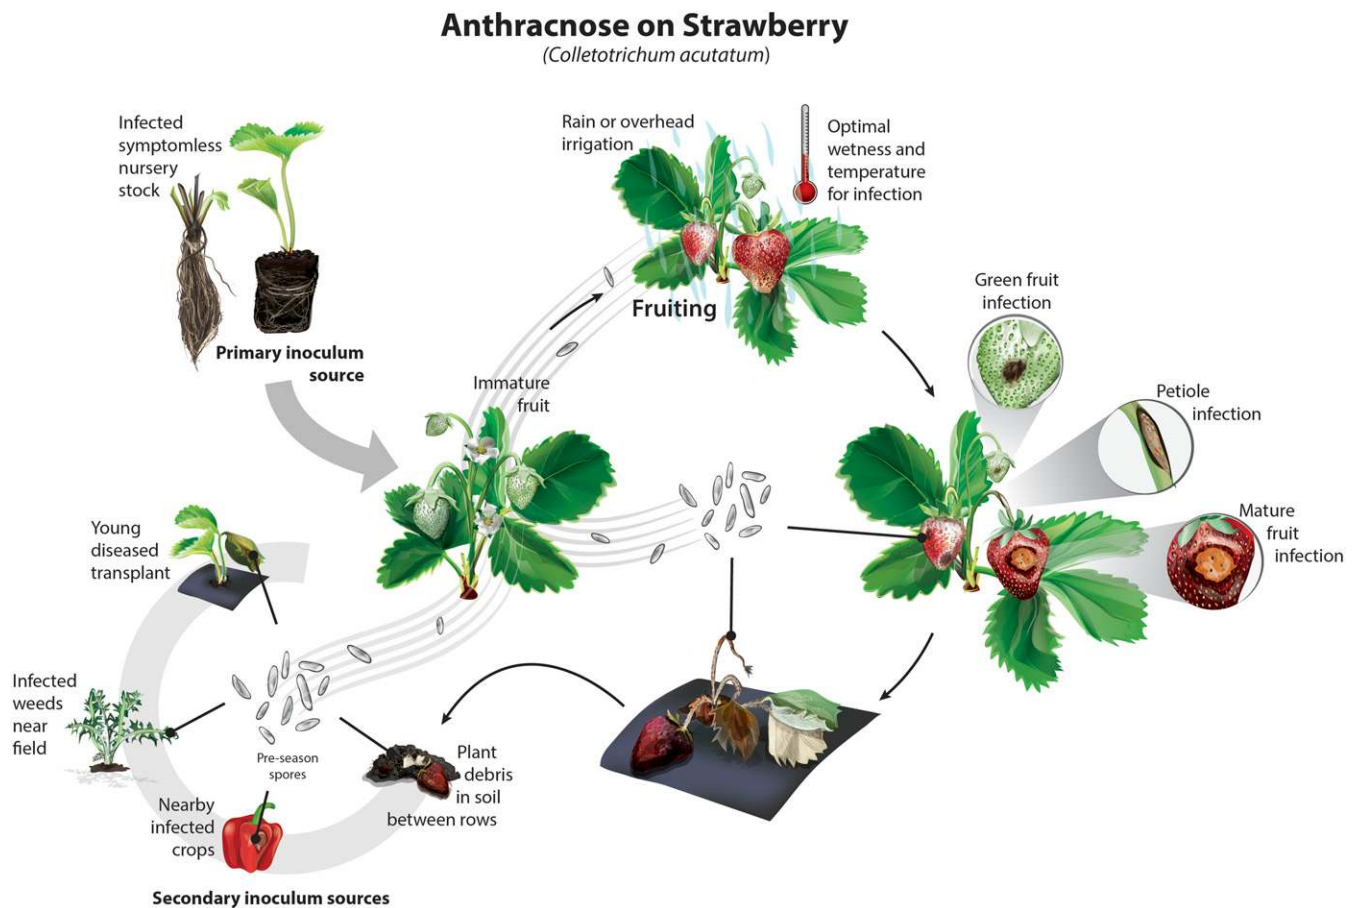 Anthracnose on Strawberry
(Colletotrichum acutatum)
Infected
symptomless
nursery
stock
Primary inoculum
source
Rain or overhead
irrigation
Optimal
wetness and
temperature
for infection
Fruiting
Green fruit
infection
Petiole
infection
Mature
fruit
infection
Immature
fruit
Young
diseased
transplant
Infected
weeds
near
field
Pre-season
spores
Nearby
infected
crops
Plant
debris
in soil
between rows
Secondary inoculum sources